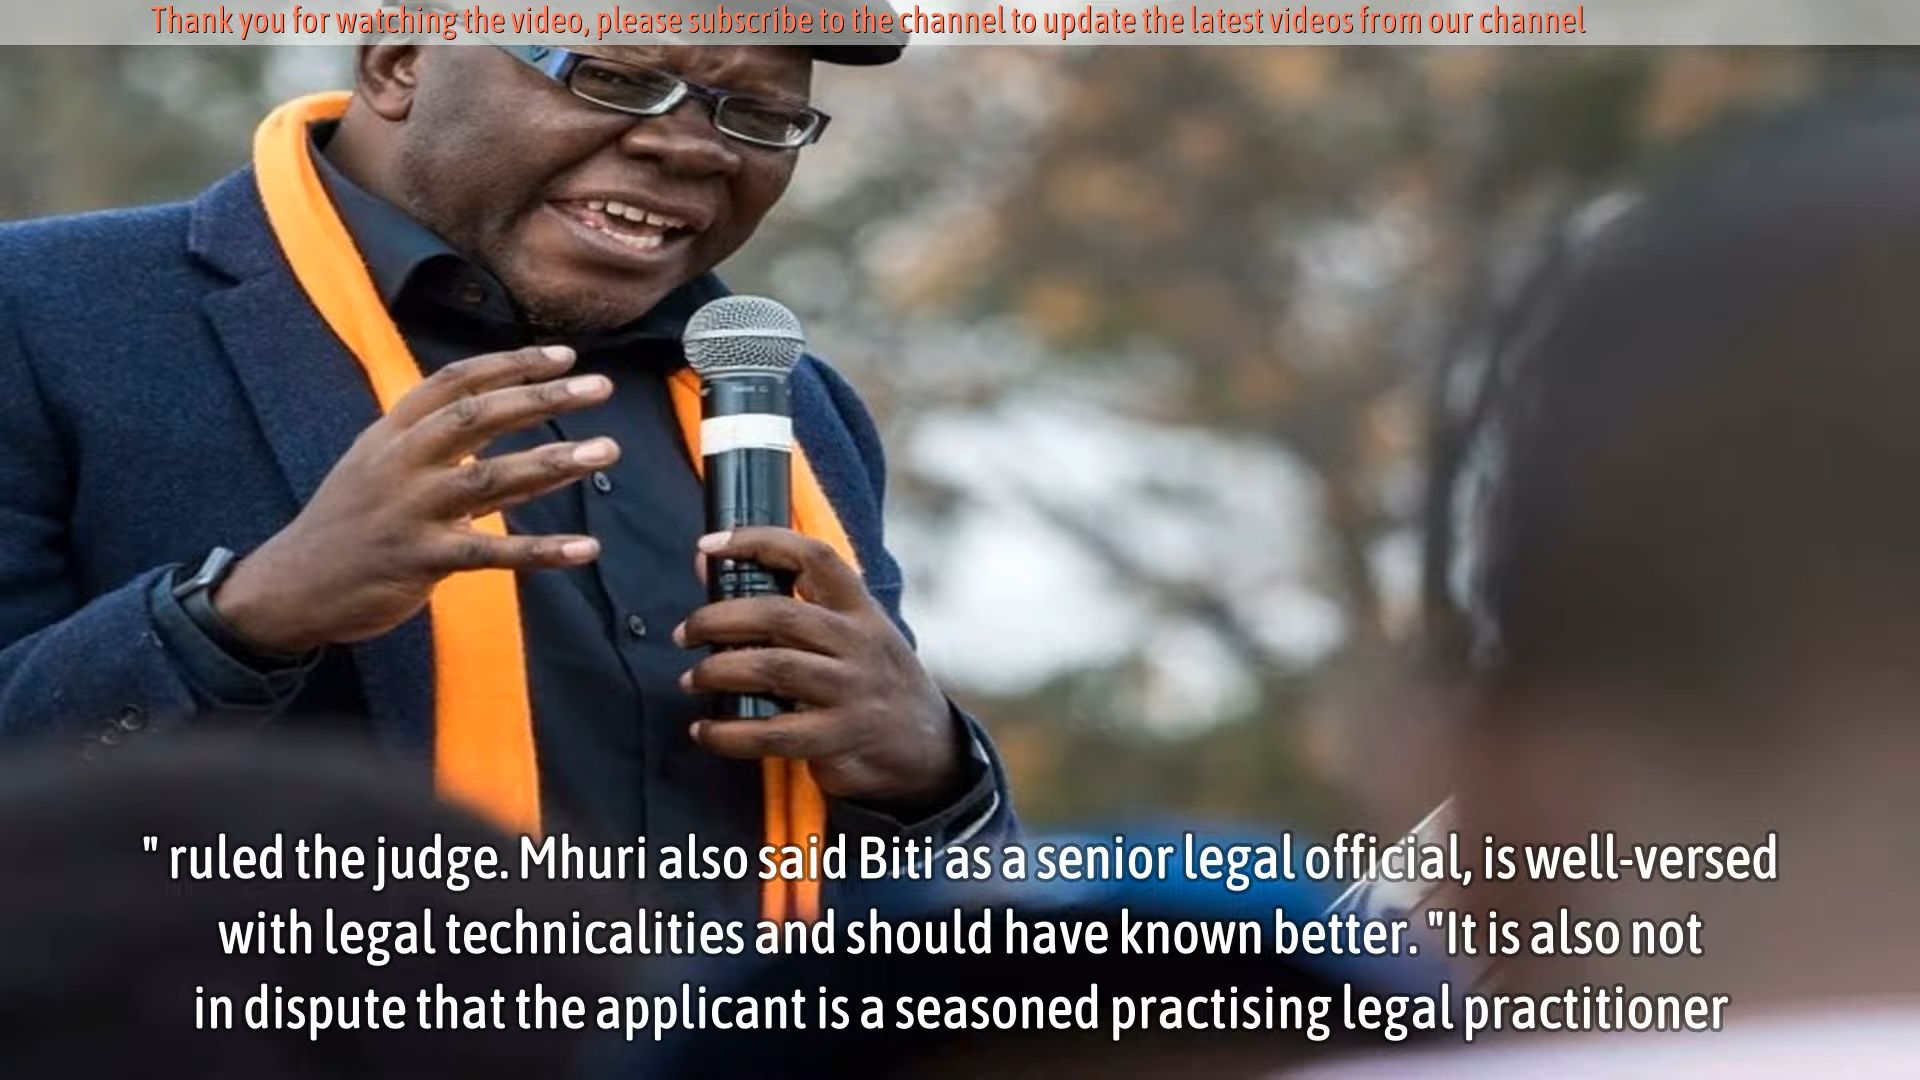 Thank you for watching the video, please subscribe to the channel to update the latest videos from our channel
" ruled the judge. Mhuri also said Biti as a senior legal official, is well-versed
with legal technicalities and should have known better. "It is also not
in dispute that the applicant is a seasoned practising legal practitioner